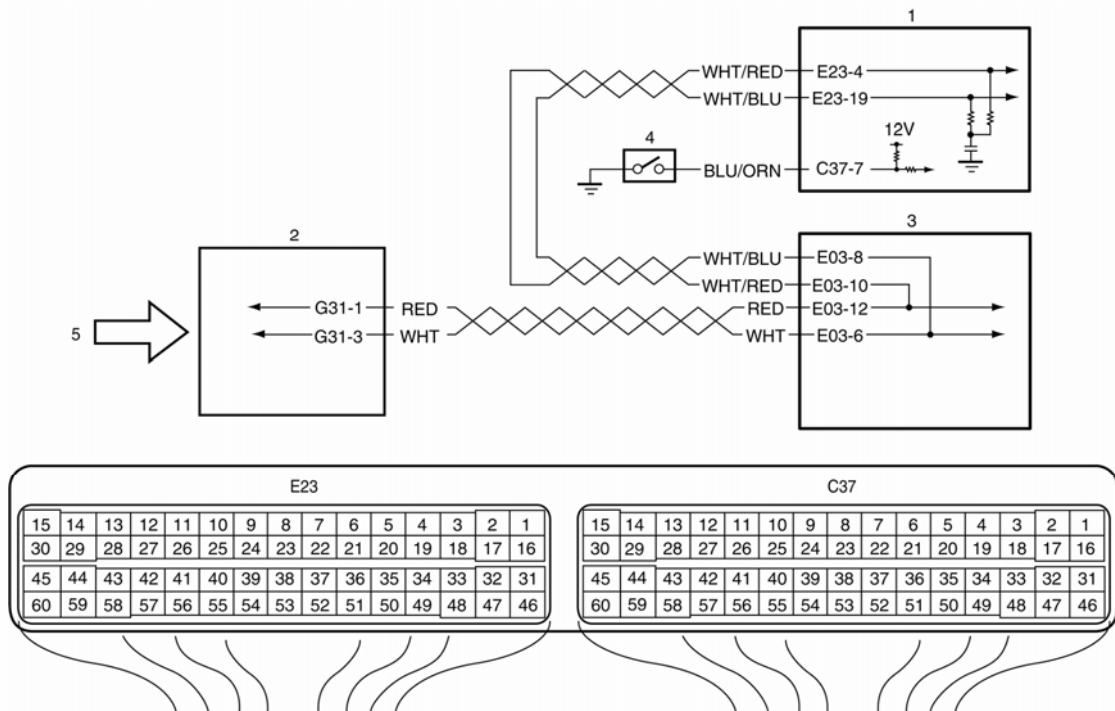 1
WHT/RED E23-4
WHT/BLU E23-19
12V
4
BLU/ORN C37-7
2
3
WHT/BLU E03-8
WHT/RED E03-10
G31-1 RED RED E03-12
5
G31-3 WHT WHT E03-6
E23 C37
15 14 13 12 11 10 9 8 7 6 5 4 3 2 1 15 14 13 12 11 10 9 8 7 6 5 4 3 2 1
30 29 28 27 26 25 24 23 22 21 20 19 18 17 16 30 29 28 27 26 25 24 23 22 21 20 19 18 17 16
45 44 43 42 41 40 39 38 37 36 35 34 33 32 31 45 44 43 42 41 40 39 38 37 36 35 34 33 32 31
60 59 58 57 56 55 54 53 52 51 50 49 48 47 46 60 59 58 57 56 55 54 53 52 51 50 49 48 47 46